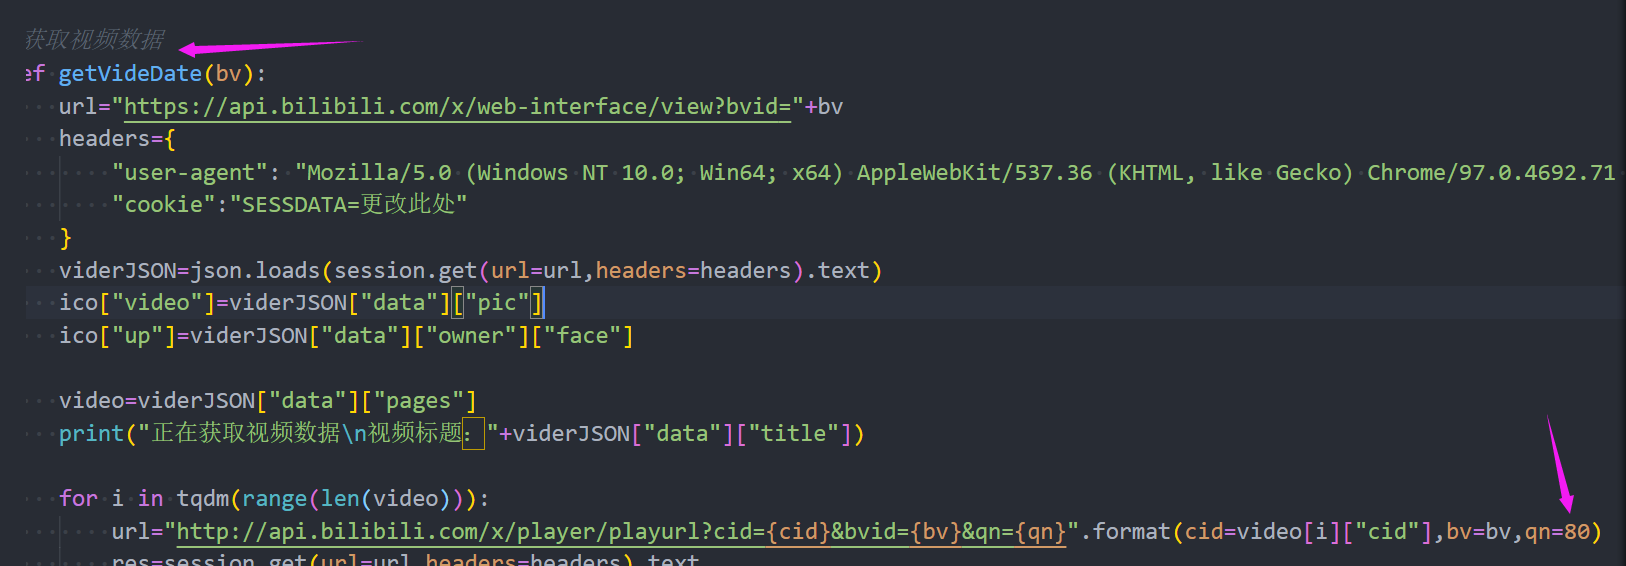 获取视频数据
ef getVideDate(bv):
url="https://api.bilibili.com/x/web-interface/view?bvid="+bv
headers={
"user-agent": "Mozilla/5.0 (Windows NT 10.0; Win64; x64) AppleWebKit/537.36 (KHTML, like Gecko) Chrome/97.0.4692.71
"cookie":"SESSDATA=更改此处"
}
viderJSON=json.loads(session.get(url=url,headers=headers).text)
ico["video"]=viderJSON["data"]["pic"]
ico["up"]=viderJSON["data"]["owner"]["face"]
video=viderJSON["data"]["pages"]
print("正在获取视频数据\n视频标题："+viderJSON["data"]["title"])
for i in tqdm(range(len(video))):
url="http://api.bilibili.com/x/player/playurl?cid={cid}&bvid={bv}&qn={qn}".format(cid=video[i]["cid"],bv=bv,qn=80)
res=session.get(url=url,headers=headers).text